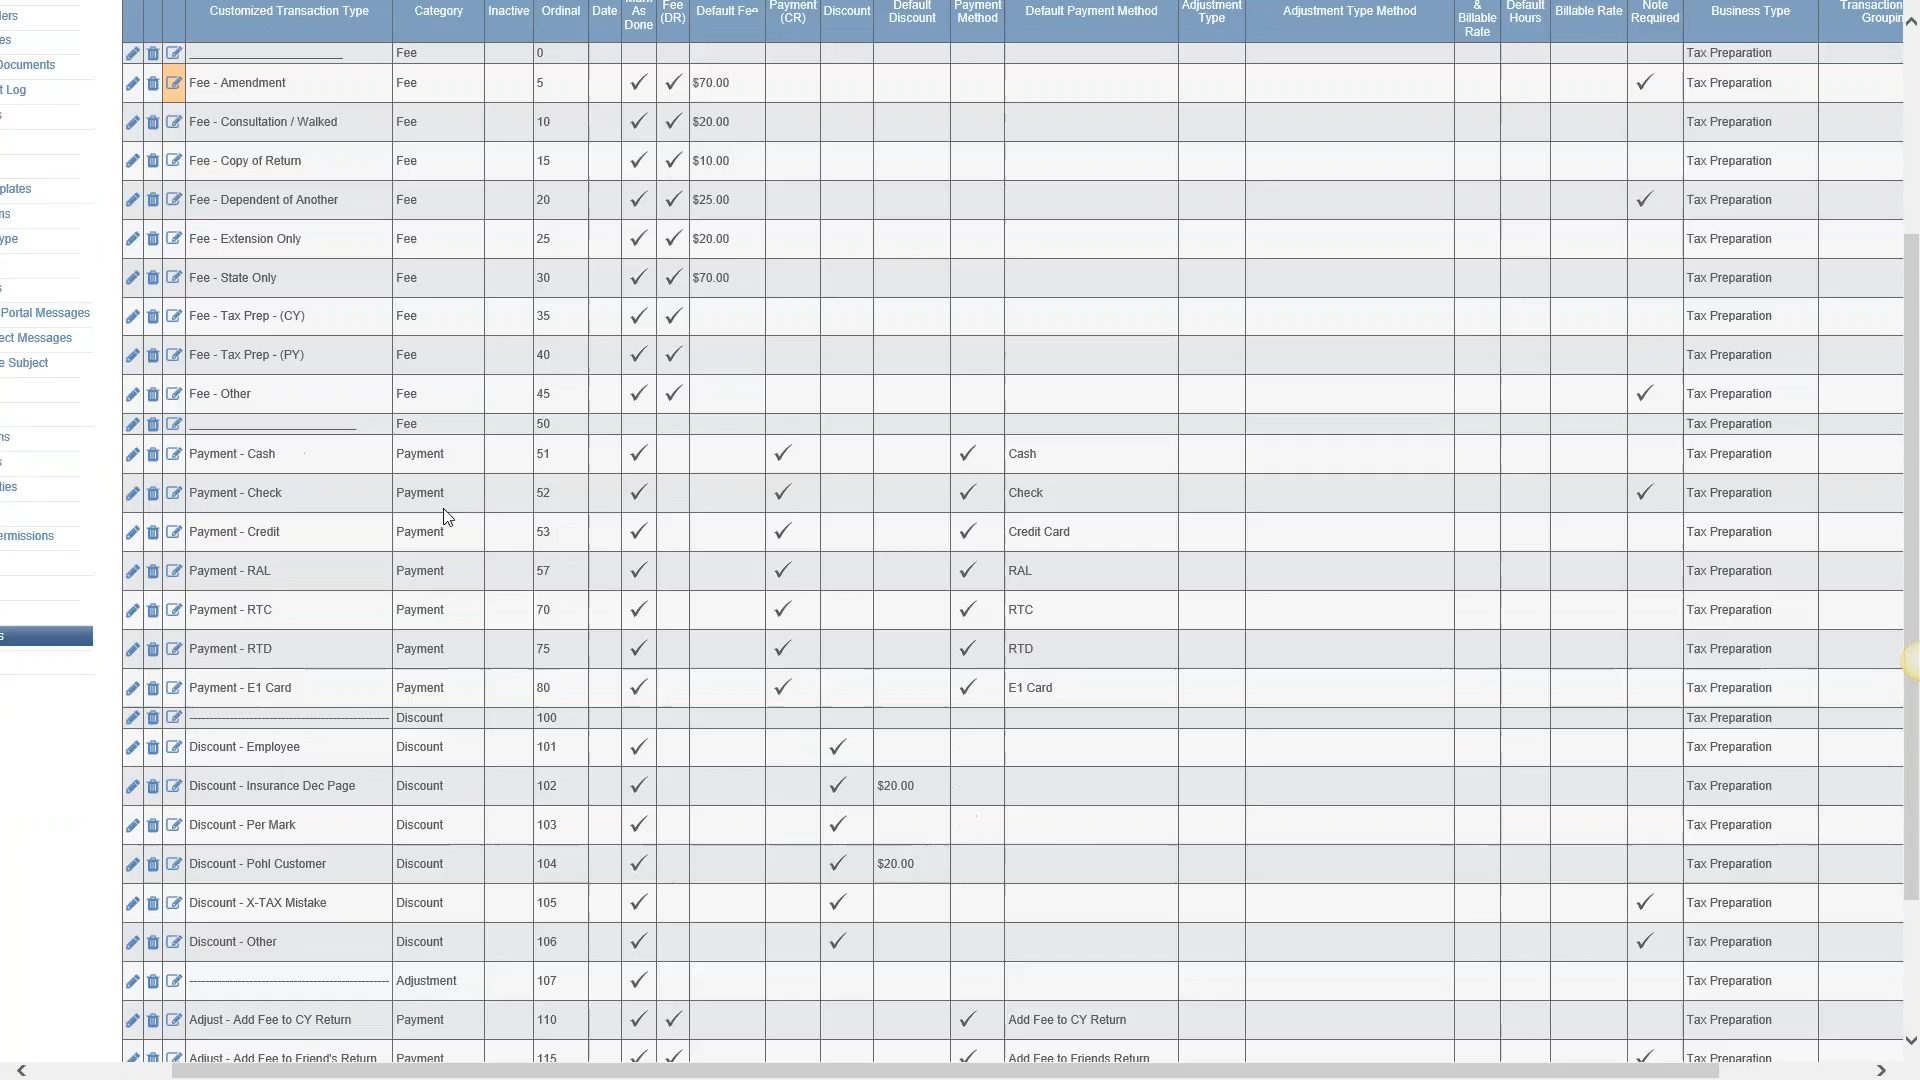 ders
es
Documents
t Log
s
plates
ns
ype
s
Portal Messages
ect Messages
e Subject
ns
s
ties
ermissions
s
Customized Transaction Type Category Inactive Ordinal Date As Done Fee (DR) Default Fee Payment (CR) Discount Default Discount Payment Method Default Payment Method Adjustment Type Adjustment Type Method & Billable Rate Default Hours Billable Rate Note Required Business Type Transaction Groupin
Fee 0 Tax Preparation
Fee - Amendment Fee 5 $70.00 Tax Preparation
Fee - Consultation / Walked Fee 10 $20.00 Tax Preparation
Fee - Copy of Return Fee 15 $10.00 Tax Preparation
Fee - Dependent of Another Fee 20 $25.00 Tax Preparation
Fee - Extension Only Fee 25 $20.00 Tax Preparation
Fee - State Only Fee 30 $70.00 Tax Preparation
Fee - Tax Prep - (CY) Fee 35 Tax Preparation
Fee - Tax Prep - (PY) Fee 40 Tax Preparation
Fee - Other Fee 45 Tax Preparation
Fee 50 Tax Preparation
Payment - Cash Payment 51 Cash Tax Preparation
Payment - Check Payment 52 Check Tax Preparation
Payment - Credit Payment 53 Credit Card Tax Preparation
Payment - RAL Payment 57 RAL Tax Preparation
Payment - RTC Payment 70 RTC Tax Preparation
Payment - RTD Payment 75 RTD Tax Preparation
Payment - E1 Card Payment 80 E1 Card Tax Preparation
Discount 100 Tax Preparation
Discount - Employee Discount 101 Tax Preparation
Discount - Insurance Dec Page Discount 102 $20.00 Tax Preparation
Discount - Per Mark Discount 103 Tax Preparation
Discount - Pohl Customer Discount 104 $20.00 Tax Preparation
Discount - X-TAX Mistake Discount 105 Tax Preparation
Discount - Other Discount 106 Tax Preparation
Adjustment 107 Tax Preparation
Adjust - Add Fee to CY Return Payment 110 Add Fee to CY Return Tax Preparation
Adjust - Add Fee to Friend's Return Payment 115 Add Fee to Friends Return Tax Preparation